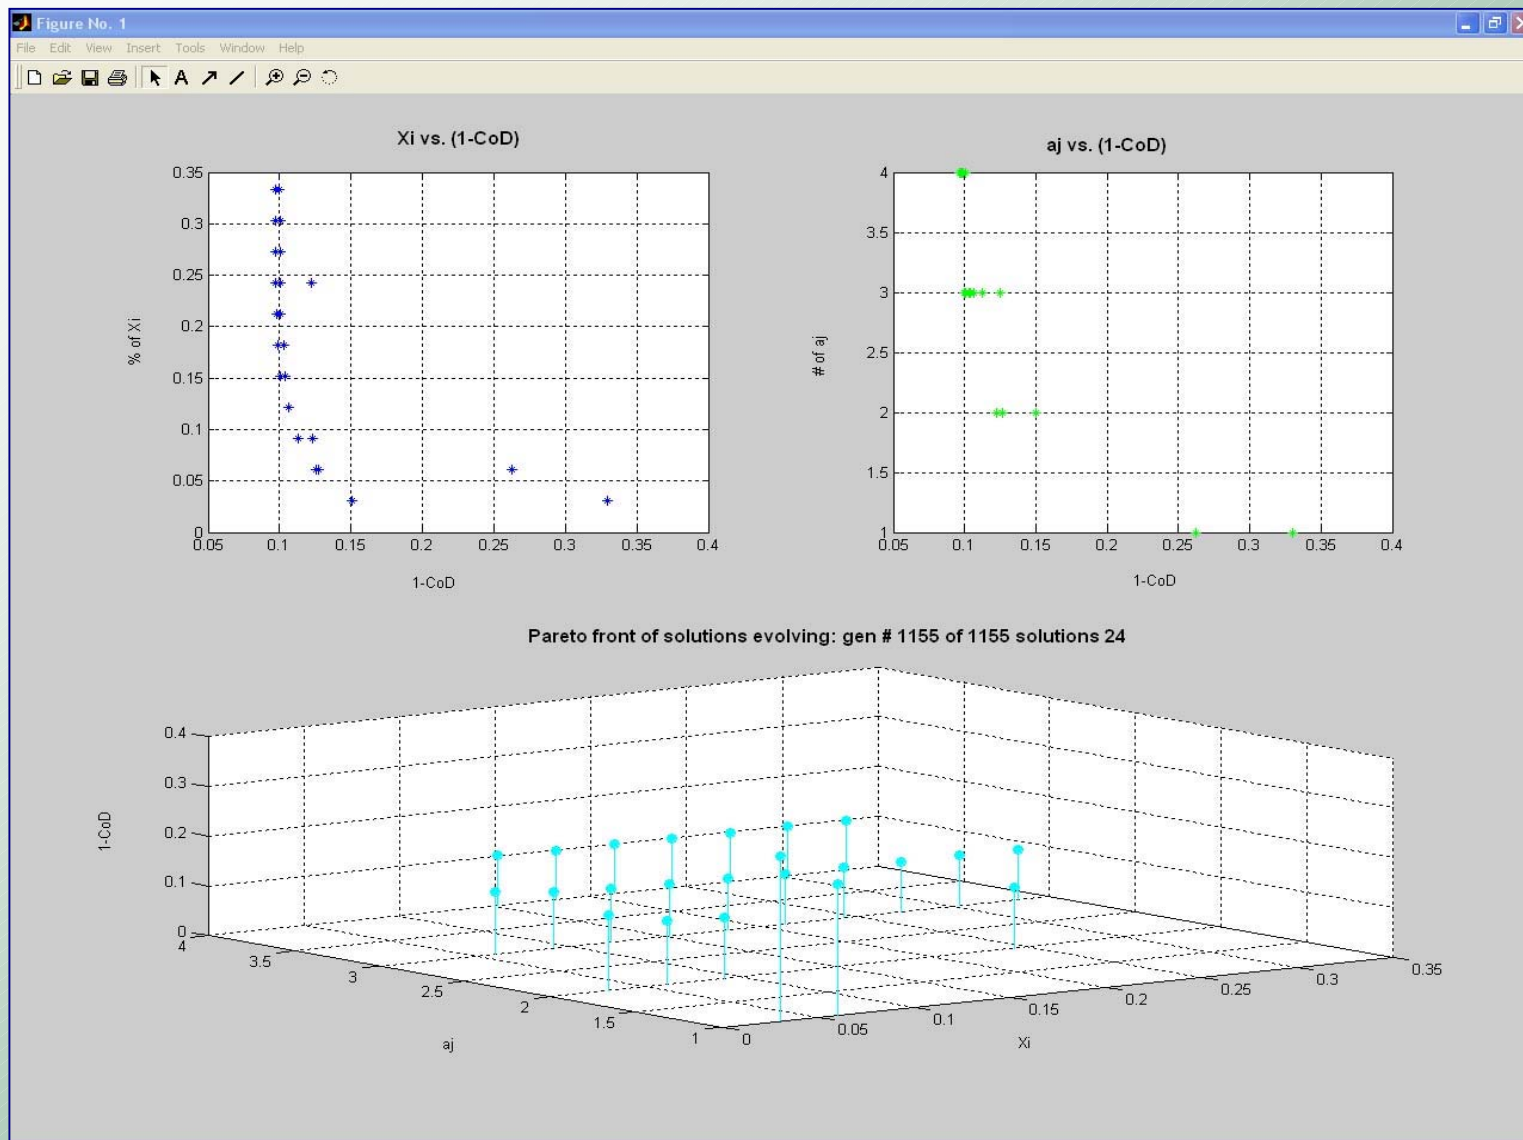 Figure No. 1
File Edit View Insert Tools Window Help
A
Xi vs. (1-CoD)
0.35
0.3
0.25
0.2
0.15
0.1
0.05
0
% of Xi
0.05 0.1 0.15 0.2 0.25 0.3 0.35 0.4
1-CoD
aj vs. (1-CoD)
4
3.5
3
2.5
2
1.5
1
# of aj
0.05 0.1 0.15 0.2 0.25 0.3 0.35 0.4
1-CoD
Pareto front of solutions evolving: gen # 1155 of 1155 solutions 24
0.4
0.3
0.2
0.1
0
1-CoD
4 3.5 3 2.5 2 1.5 1
aj
0 0.05 0.1 0.15 0.2 0.25 0.3 0.35
Xi